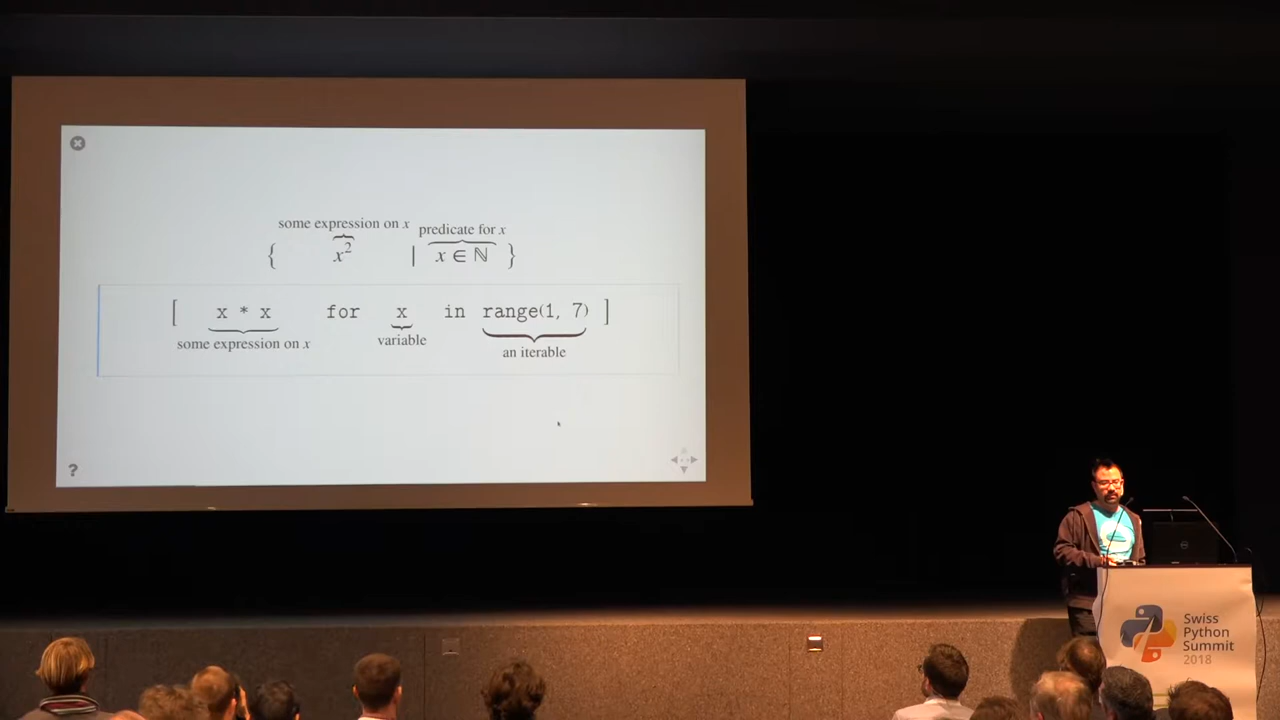 some expression on x
predicate for x
{ x² | x ∈ ℕ }
[ x * x for x in range(1, 7) ]
some expression on x
variable
an iterable
?
Swiss
Python
Summit
2018